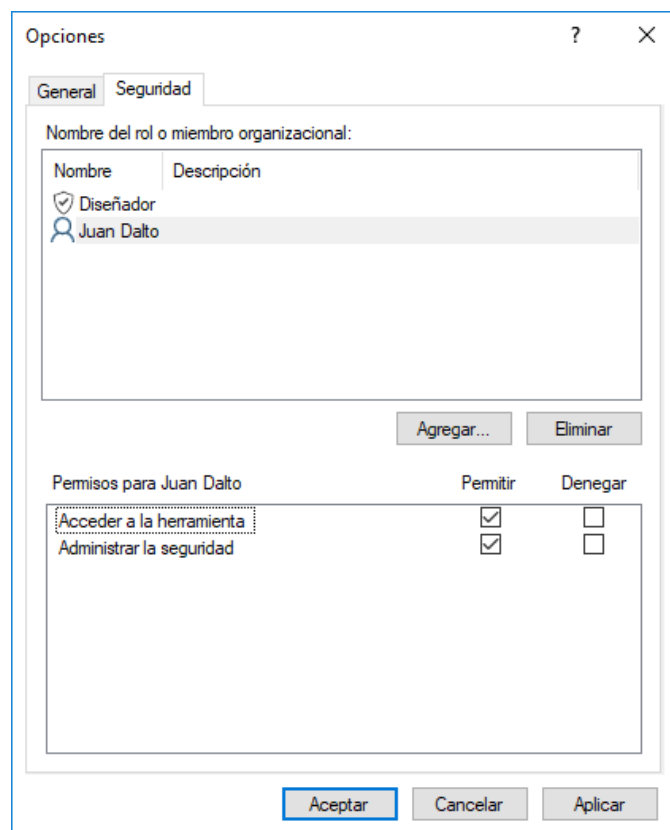 Opciones ?
General Seguridad
Nombre del rol o miembro organizacional:
Nombre Descripción
Diseñador
Juan Dalto
Agregar... Eliminar
Permisos para Juan Dalto Permitir Denegar
Acceder a la herramienta
Administrar la seguridad
Aceptar Cancelar Aplicar